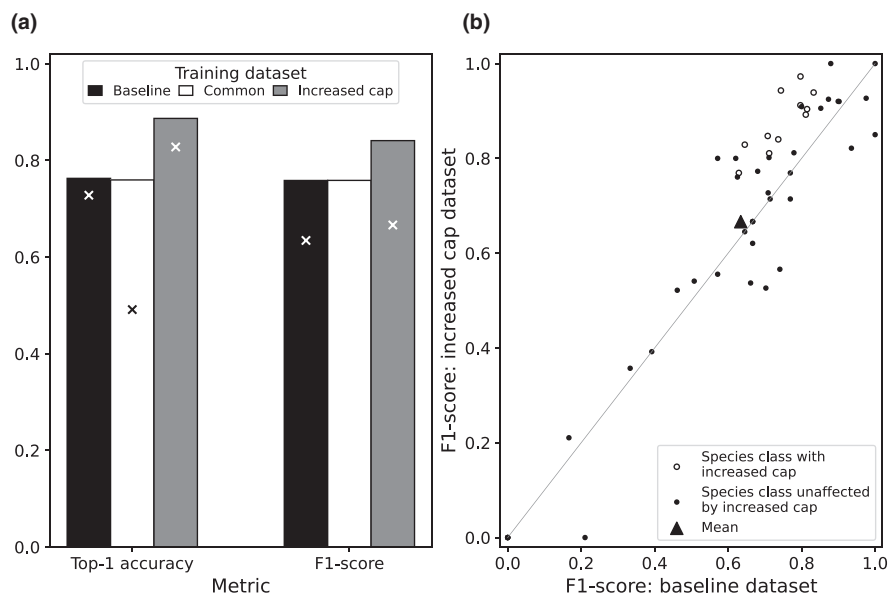 (a)
(b)
Training dataset
Baseline
Common
Increased cap
1.0
0.8
0.6
0.4
0.2
0.0
Top-1 accuracy
F1-score
Metric
F1-score: increased cap dataset
1.0
0.8
0.6
0.4
0.2
0.0
Species class with
increased cap
Species class unaffected
by increased cap
Mean
0.0
0.2
0.4
0.6
0.8
1.0
F1-score: baseline dataset